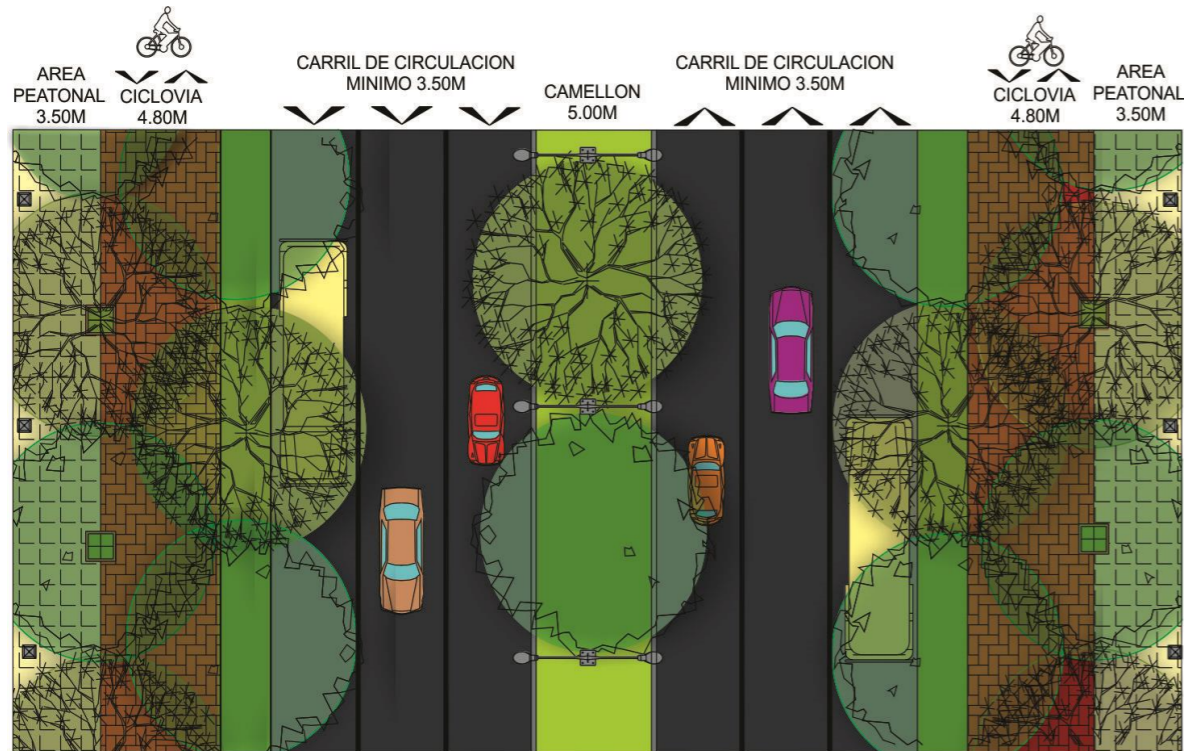 AREA
PEATONAL
3.50M
CICLOVIA
4.80M
CARRIL DE CIRCULACION
MINIMO 3.50M
CAMELLON
5.00M
CARRIL DE CIRCULACION
MINIMO 3.50M
CICLOVIA
4.80M
AREA
PEATONAL
3.50M